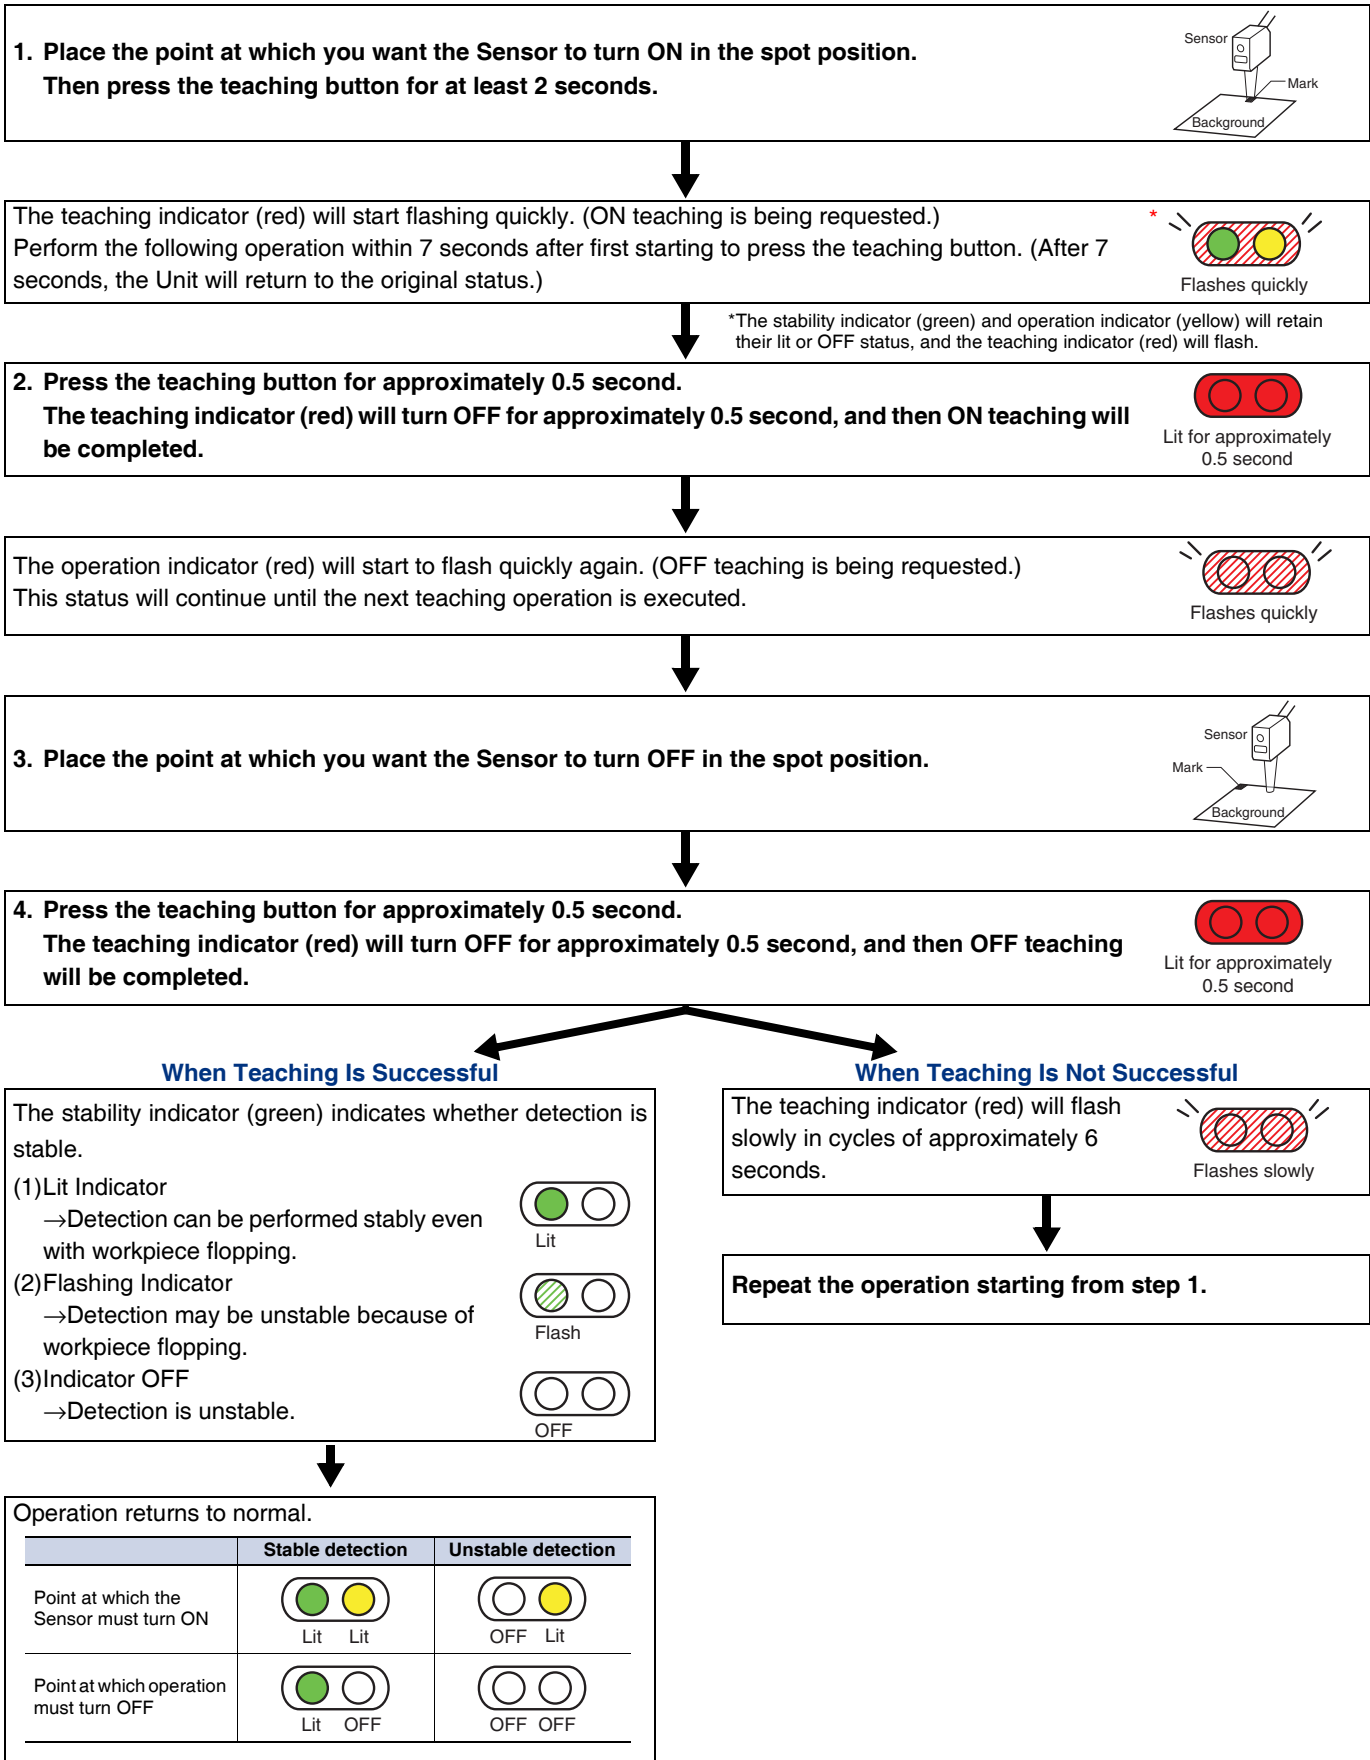 1. Place the point at which you want the Sensor to turn ON in the spot position.
Then press the teaching button for at least 2 seconds.
Sensor
Mark
Background
The teaching indicator (red) will start flashing quickly. (ON teaching is being requested.)
Perform the following operation within 7 seconds after first starting to press the teaching button. (After 7
seconds, the Unit will return to the original status.)
*
Flashes quickly
*The stability indicator (green) and operation indicator (yellow) will retain
their lit or OFF status, and the teaching indicator (red) will flash.
2. Press the teaching button for approximately 0.5 second.
The teaching indicator (red) will turn OFF for approximately 0.5 second, and then ON teaching will
be completed.
Lit for approximately
0.5 second
The operation indicator (red) will start to flash quickly again. (OFF teaching is being requested.)
This status will continue until the next teaching operation is executed.
Flashes quickly
3. Place the point at which you want the Sensor to turn OFF in the spot position.
Sensor
Mark
Background
4. Press the teaching button for approximately 0.5 second.
The teaching indicator (red) will turn OFF for approximately 0.5 second, and then OFF teaching
will be completed.
Lit for approximately
0.5 second
When Teaching Is Successful
The stability indicator (green) indicates whether detection is
stable.
(1)Lit Indicator
→Detection can be performed stably even
with workpiece flopping.
Lit
(2)Flashing Indicator
→Detection may be unstable because of
workpiece flopping.
Flash
(3)Indicator OFF
→Detection is unstable.
OFF
When Teaching Is Not Successful
The teaching indicator (red) will flash
slowly in cycles of approximately 6
seconds.
Flashes slowly
Repeat the operation starting from step 1.
Operation returns to normal.
Stable detection Unstable detection
Point at which the
Sensor must turn ON
Lit Lit OFF Lit
Point at which operation
must turn OFF
Lit OFF OFF OFF